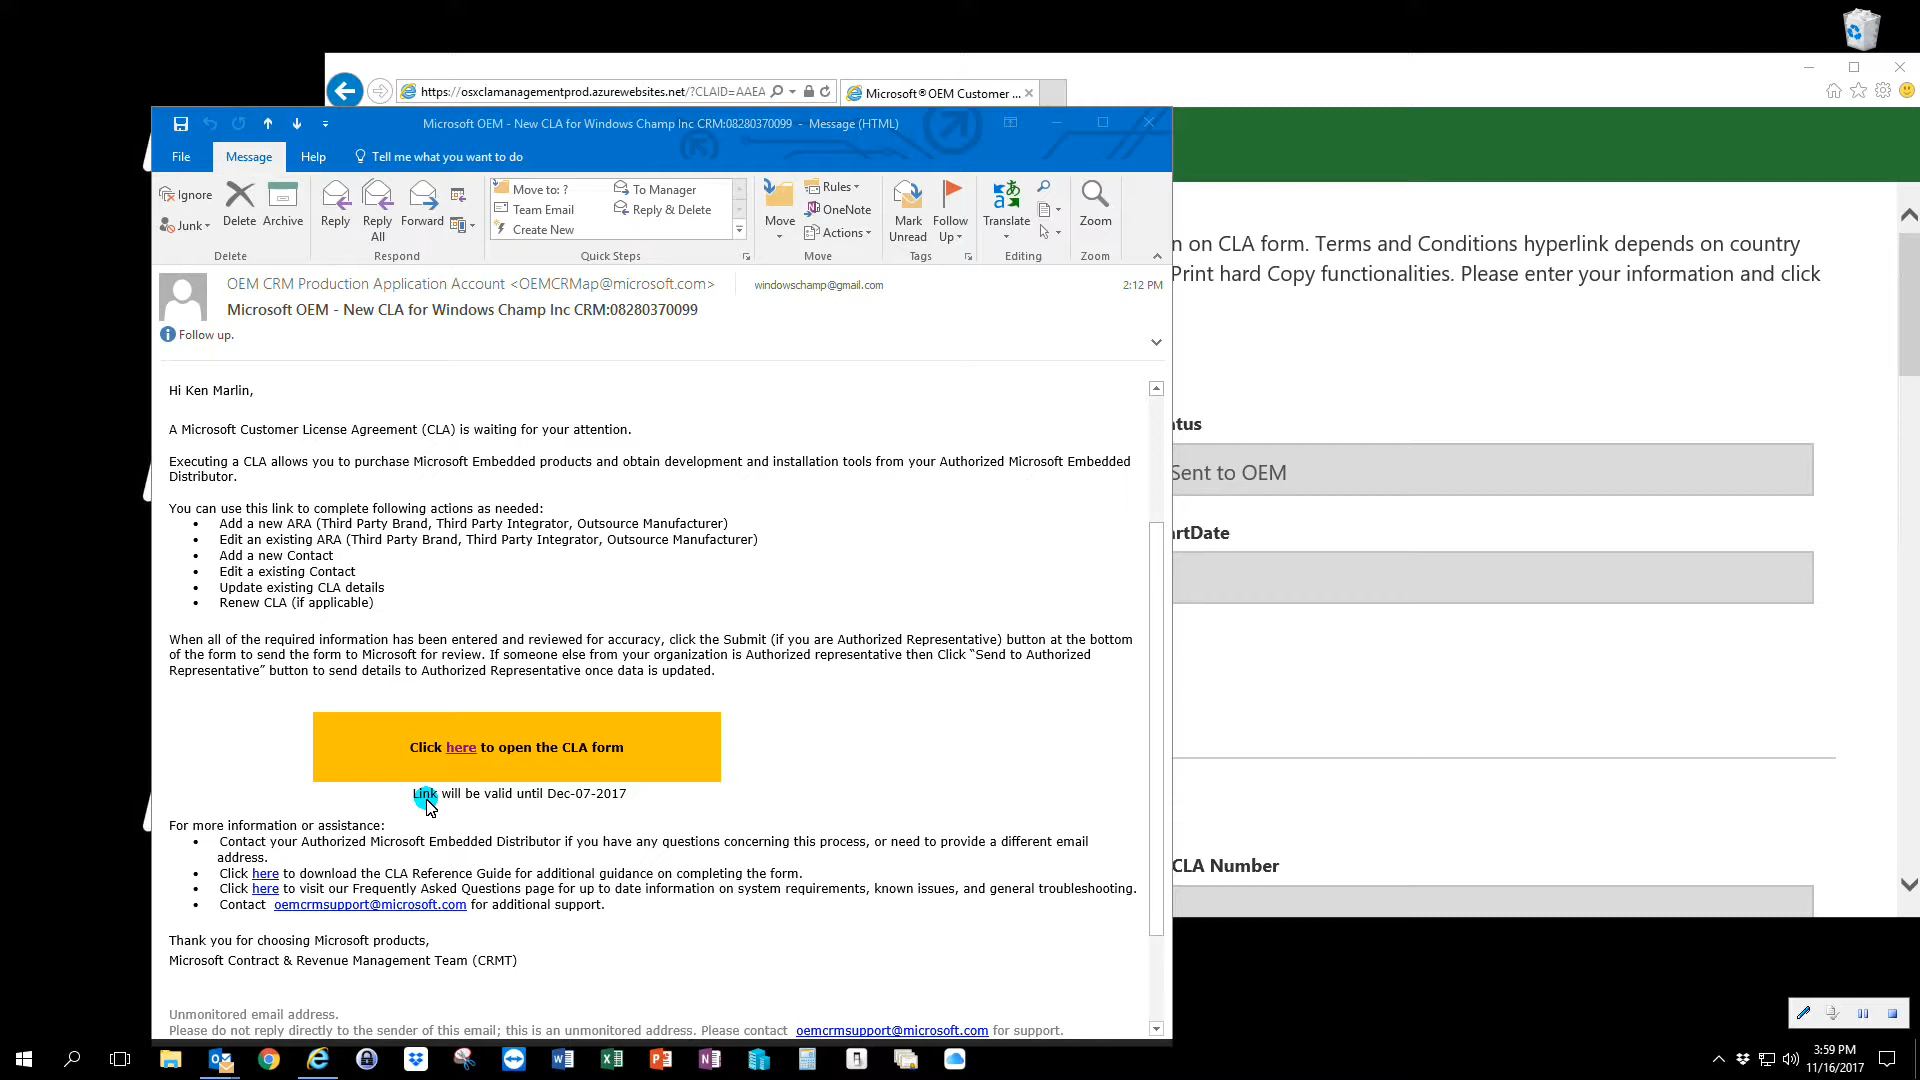 https://osxclamanagementprod.azurewebsites.net/?CLAID=AAEA
Microsoft® OEM Customer ...
Microsoft OEM - New CLA for Windows Champ Inc CRM:08280370099 - Message (HTML)
File Message Help Tell me what you want to do
Ignore
Junk
Delete
Archive
Reply
Reply All
Forward
Move to: ?
Team Email
Create New
To Manager
Reply & Delete
Move
Rules
OneNote
Actions
Mark Unread
Follow Up
Translate
Zoom
Delete Respond Quick Steps Move Tags Editing Zoom
n on CLA form. Terms and Conditions hyperlink depends on country
Print hard Copy functionalities. Please enter your information and click
OEM CRM Production Application Account <OEMCRMap@microsoft.com>
windowschamp@gmail.com
2:12 PM
Microsoft OEM - New CLA for Windows Champ Inc CRM:08280370099
Follow up.
Hi Ken Marlin,
A Microsoft Customer License Agreement (CLA) is waiting for your attention.
Executing a CLA allows you to purchase Microsoft Embedded products and obtain development and installation tools from your Authorized Microsoft Embedded
Distributor.
You can use this link to complete following actions as needed:
• Add a new ARA (Third Party Brand, Third Party Integrator, Outsource Manufacturer)
• Edit an existing ARA (Third Party Brand, Third Party Integrator, Outsource Manufacturer)
• Add a new Contact
• Edit a existing Contact
• Update existing CLA details
• Renew CLA (if applicable)
When all of the required information has been entered and reviewed for accuracy, click the Submit (if you are Authorized Representative) button at the bottom
of the form to send the form to Microsoft for review. If someone else from your organization is Authorized representative then Click “Send to Authorized
Representative” button to send details to Authorized Representative once data is updated.
Click here to open the CLA form
Link will be valid until Dec-07-2017
For more information or assistance:
• Contact your Authorized Microsoft Embedded Distributor if you have any questions concerning this process, or need to provide a different email
address.
• Click here to download the CLA Reference Guide for additional guidance on completing the form.
• Click here to visit our Frequently Asked Questions page for up to date information on system requirements, known issues, and general troubleshooting.
• Contact oemcrmsupport@microsoft.com for additional support.
Thank you for choosing Microsoft products,
Microsoft Contract & Revenue Management Team (CRMT)
Unmonitored email address.
Please do not reply directly to the sender of this email; this is an unmonitored address. Please contact oemcrmsupport@microsoft.com for support.
atus
Sent to OEM
artDate
CLA Number
3:59 PM
11/16/2017